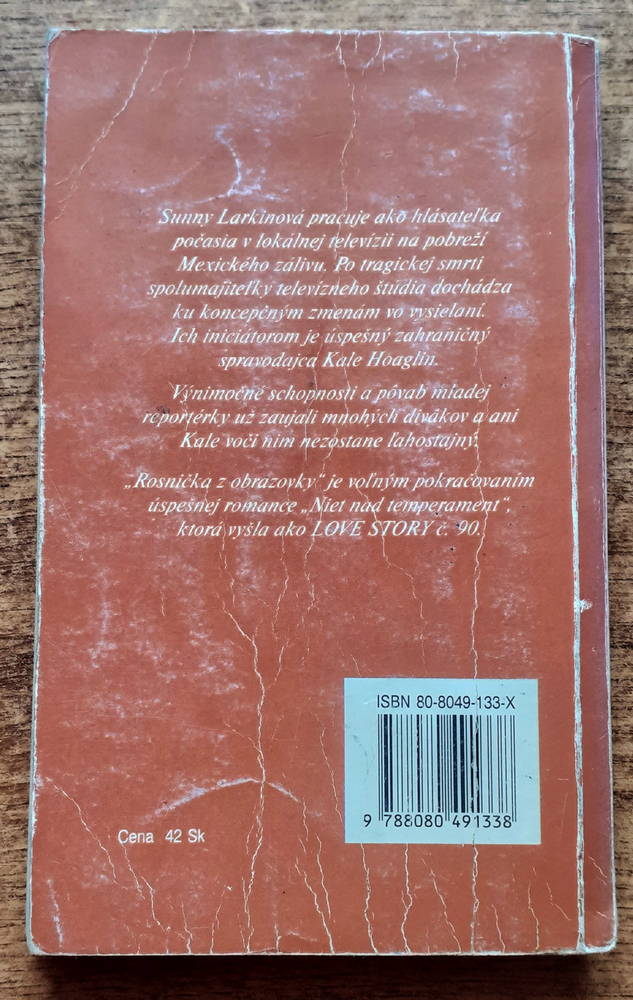 Sunny Larkinová pracuje ako hlásateľka
počasia v lokálnej televízii na pobreží
Mexického zálivu. Po tragickej smrti
spolumajiteľky televízneho štúdia dochádza
ku koncepčným zmenám vo vysielaní.
Ich iniciátorom je úspešný zahraničný
spravodajca Kale Hoaglin.
Výnimočné schopnosti a pôvab mladej
reportérky už zaujali mnohých divákov a ani
Kale voči nim nezostane ľahostajný.
„Rosnička z obrazovky“ je voľným pokračovaním
úspešnej romance „Niet nad temperament“,
ktorá vyšla ako LOVE STORY č. 90.
ISBN 80-8049-133-X
9 788080 491338
Cena 42 Sk